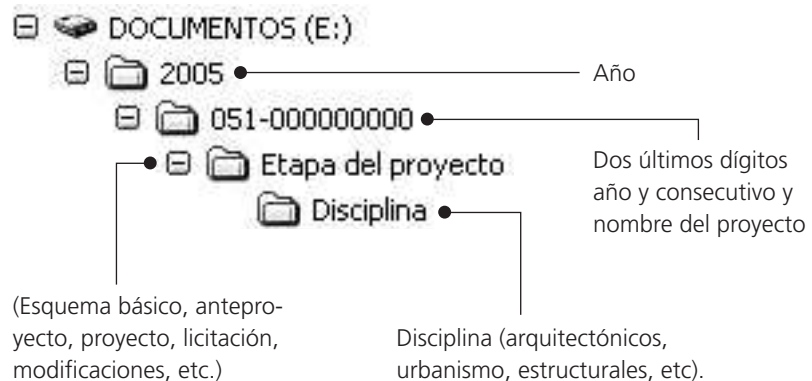 DOCUMENTOS (E:)
2005
Año
051-000000000
Dos últimos dígitos
año y consecutivo y
nombre del proyecto
Etapa del proyecto
Disciplina
(Esquema básico, antepro-
yecto, proyecto, licitación,
modificaciones, etc.)
Disciplina (arquitectónicos,
urbanismo, estructurales, etc).